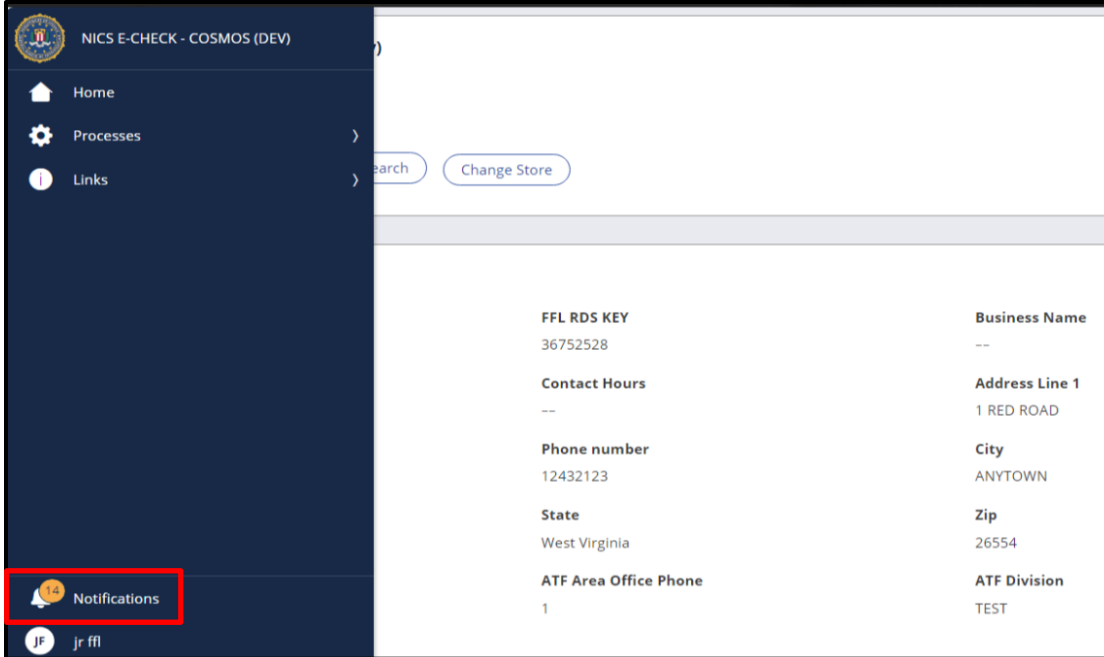 NICS E-CHECK - COSMOS (DEV)
Home
Processes
Links
Notifications
14
JF
jr ffl
)
earch
Change Store
FFL RDS KEY
36752528
Business Name
--
Contact Hours
--
Address Line 1
1 RED ROAD
Phone number
12432123
City
ANYTOWN
State
West Virginia
Zip
26554
ATF Area Office Phone
1
ATF Division
TEST